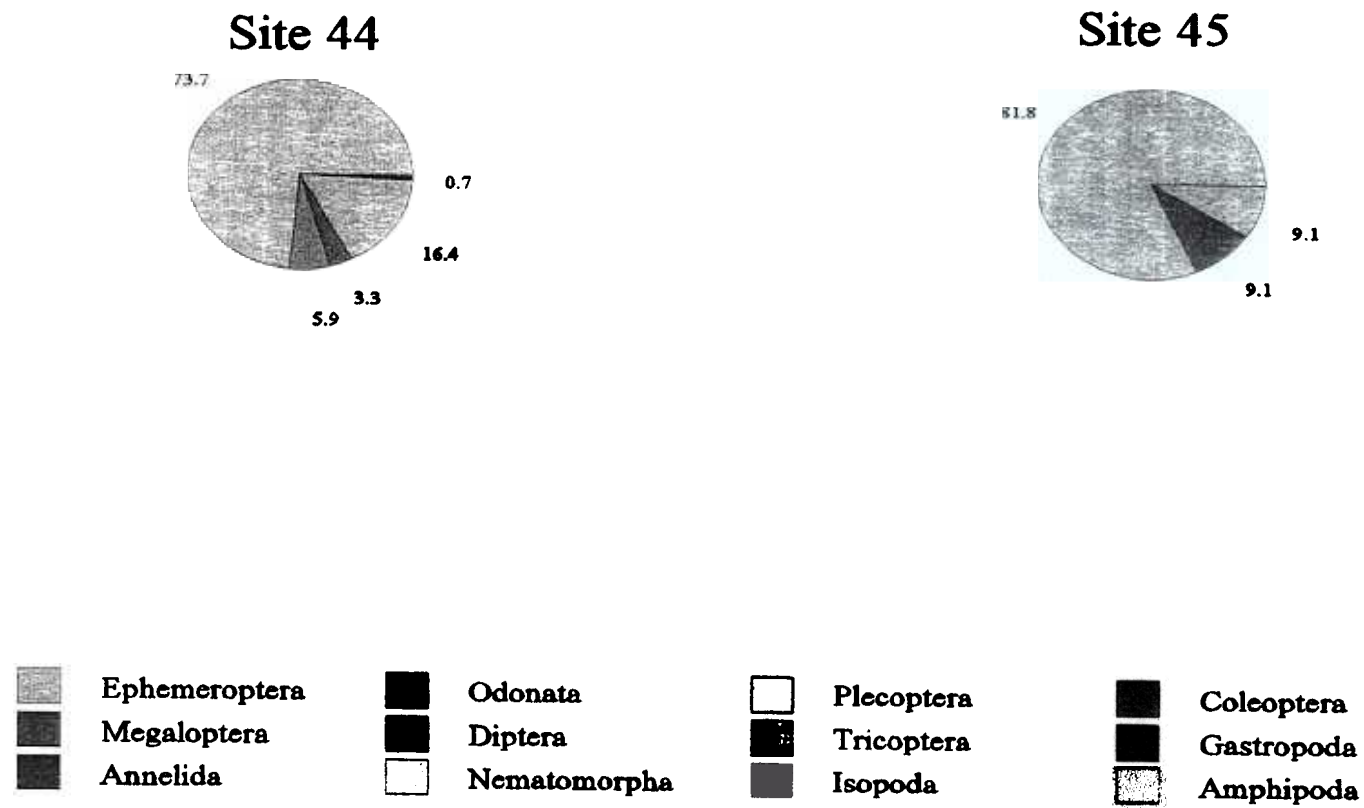 Site 44
Site 45
73.7
0.7
16.4
3.3
5.9
81.8
9.1
9.1
Ephemeroptera
Odonata
Plecoptera
Coleoptera
Megaloptera
Diptera
Tricoptera
Gastropoda
Annelida
Nematomorpha
Isopoda
Amphipoda